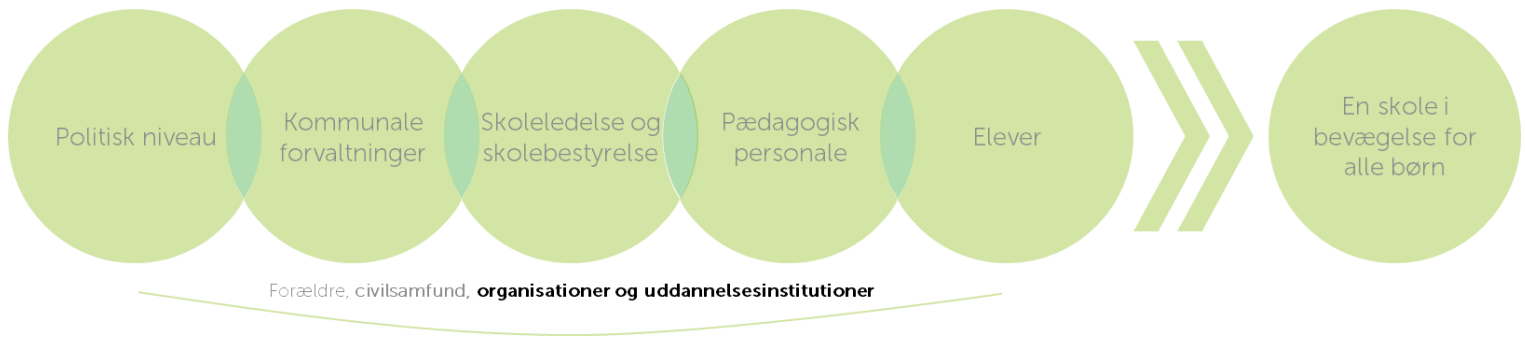 Politisk niveau
Kommunale
forvaltninger
Skoleledelse og
skolebestyrelse
Pædagogisk
personale
Elever
En skole i
bevægelse for
alle børn
Forældre, civilsamfund, organisationer og uddannelsesinstitutioner